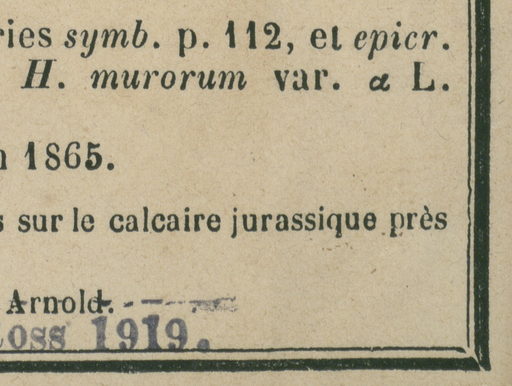 ries symb. p. 112, et epicr.
H. murorum var. α L.
n 1865.
s sur le calcaire jurassique près
Arnold.
oss 1919.